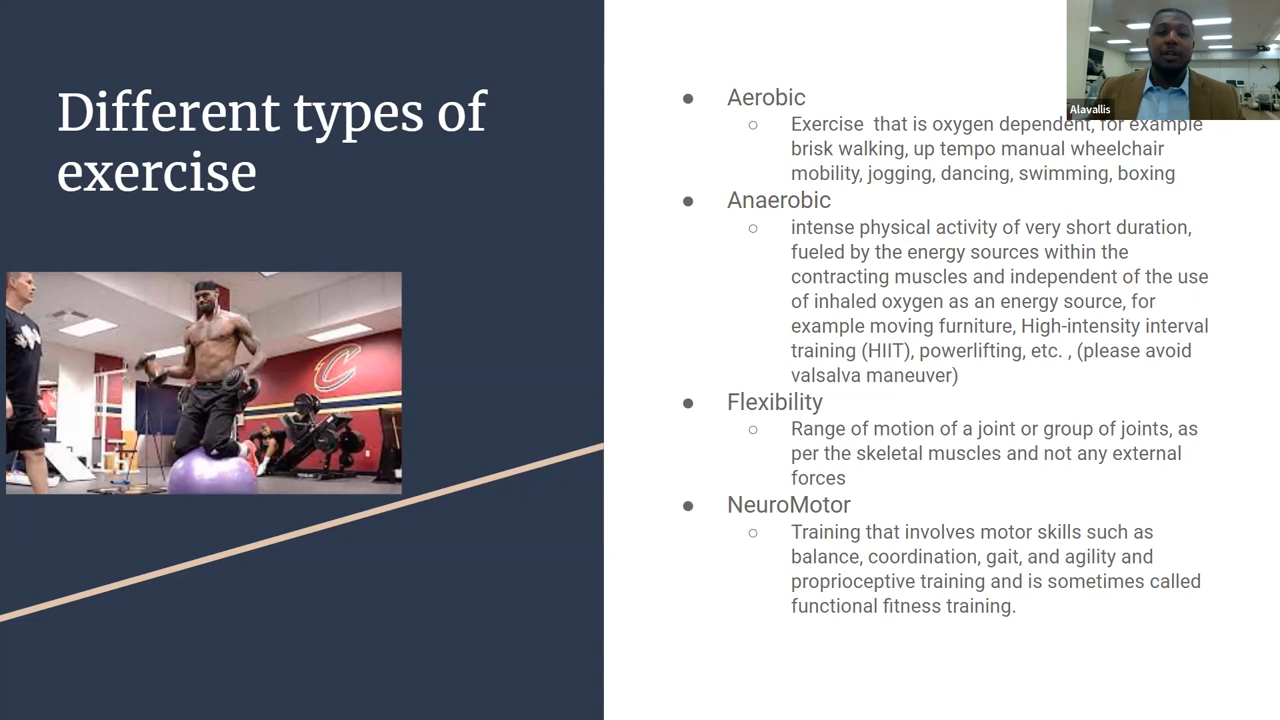 Different types of
exercise
Alavallis
● Aerobic
○ Exercise  that is oxygen dependent, for example
brisk walking, up tempo manual wheelchair
mobility, jogging, dancing, swimming, boxing
● Anaerobic
○ intense physical activity of very short duration,
fueled by the energy sources within the
contracting muscles and independent of the use
of inhaled oxygen as an energy source, for
example moving furniture, High-intensity interval
training (HIIT), powerlifting, etc. , (please avoid
valsalva maneuver)
● Flexibility
○ Range of motion of a joint or group of joints, as
per the skeletal muscles and not any external
forces
● NeuroMotor
○ Training that involves motor skills such as
balance, coordination, gait, and agility and
proprioceptive training and is sometimes called
functional fitness training.